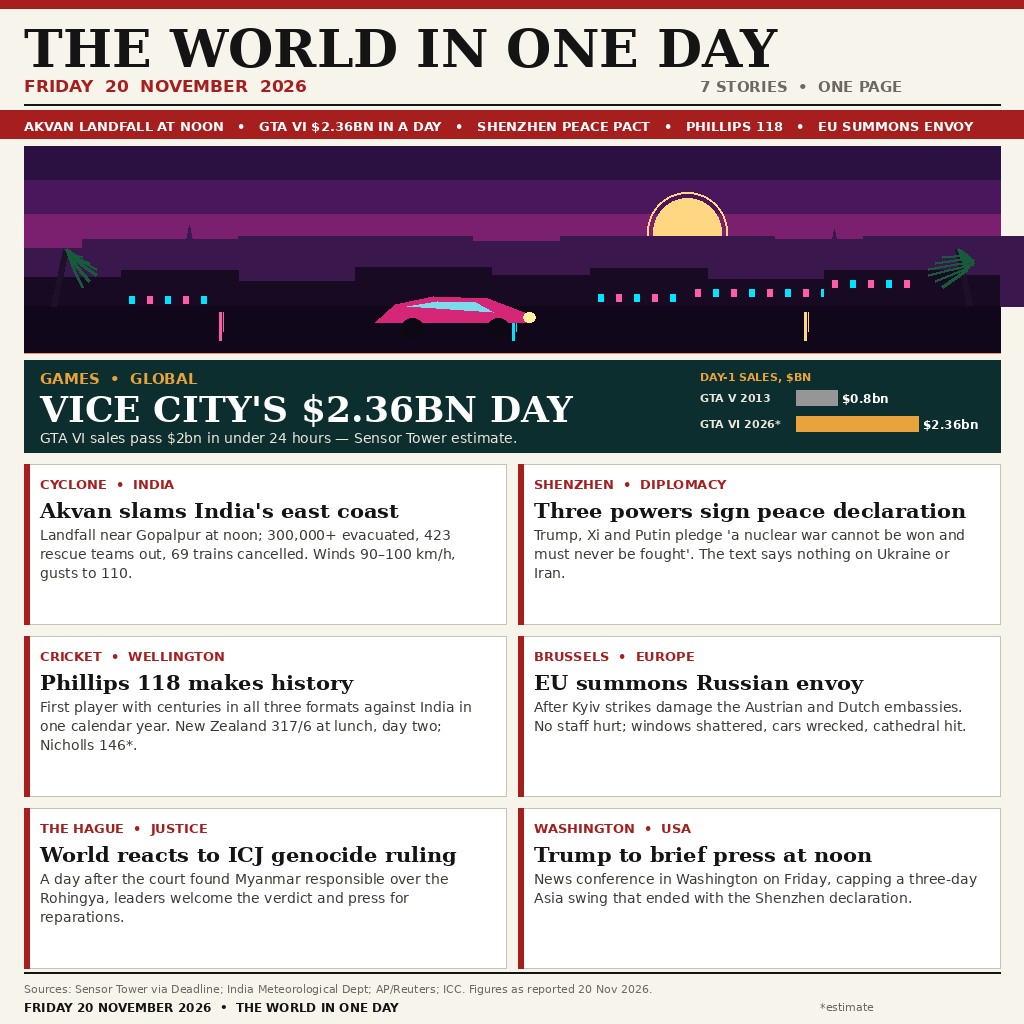 THE WORLD IN ONE DAY
FRIDAY 20 NOVEMBER 2026
7 STORIES • ONE PAGE
AKVAN LANDFALL AT NOON • GTA VI $2.36BN IN A DAY • SHENZHEN PEACE PACT • PHILLIPS 118 • EU SUMMONS ENVOY
GAMES • GLOBAL
VICE CITY'S $2.36BN DAY
GTA VI sales pass $2bn in under 24 hours — Sensor Tower estimate.
DAY-1 SALES, $BN
GTA V 2013 $0.8bn
GTA VI 2026* $2.36bn
CYCLONE • INDIA
Akvan slams India's east coast
Landfall near Gopalpur at noon; 300,000+ evacuated, 423
rescue teams out, 69 trains cancelled. Winds 90–100 km/h,
gusts to 110.
SHENZHEN • DIPLOMACY
Three powers sign peace declaration
Trump, Xi and Putin pledge 'a nuclear war cannot be won and
must never be fought'. The text says nothing on Ukraine or
Iran.
CRICKET • WELLINGTON
Phillips 118 makes history
First player with centuries in all three formats against India in
one calendar year. New Zealand 317/6 at lunch, day two;
Nicholls 146*.
BRUSSELS • EUROPE
EU summons Russian envoy
After Kyiv strikes damage the Austrian and Dutch embassies.
No staff hurt; windows shattered, cars wrecked, cathedral hit.
THE HAGUE • JUSTICE
World reacts to ICJ genocide ruling
A day after the court found Myanmar responsible over the
Rohingya, leaders welcome the verdict and press for
reparations.
WASHINGTON • USA
Trump to brief press at noon
News conference in Washington on Friday, capping a three-day
Asia swing that ended with the Shenzhen declaration.
Sources: Sensor Tower via Deadline; India Meteorological Dept; AP/Reuters; ICC. Figures as reported 20 Nov 2026.
FRIDAY 20 NOVEMBER 2026 • THE WORLD IN ONE DAY
*estimate